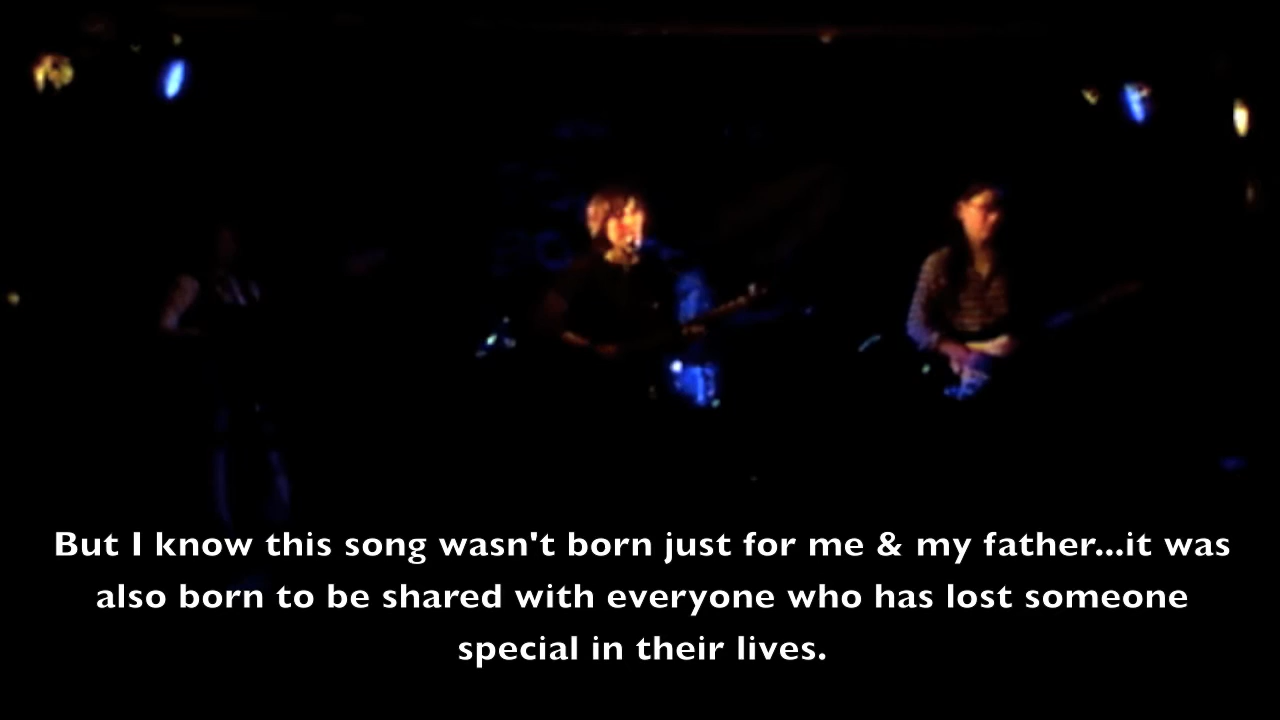 But I know this song wasn't born just for me & my father...it was
also born to be shared with everyone who has lost someone
special in their lives.